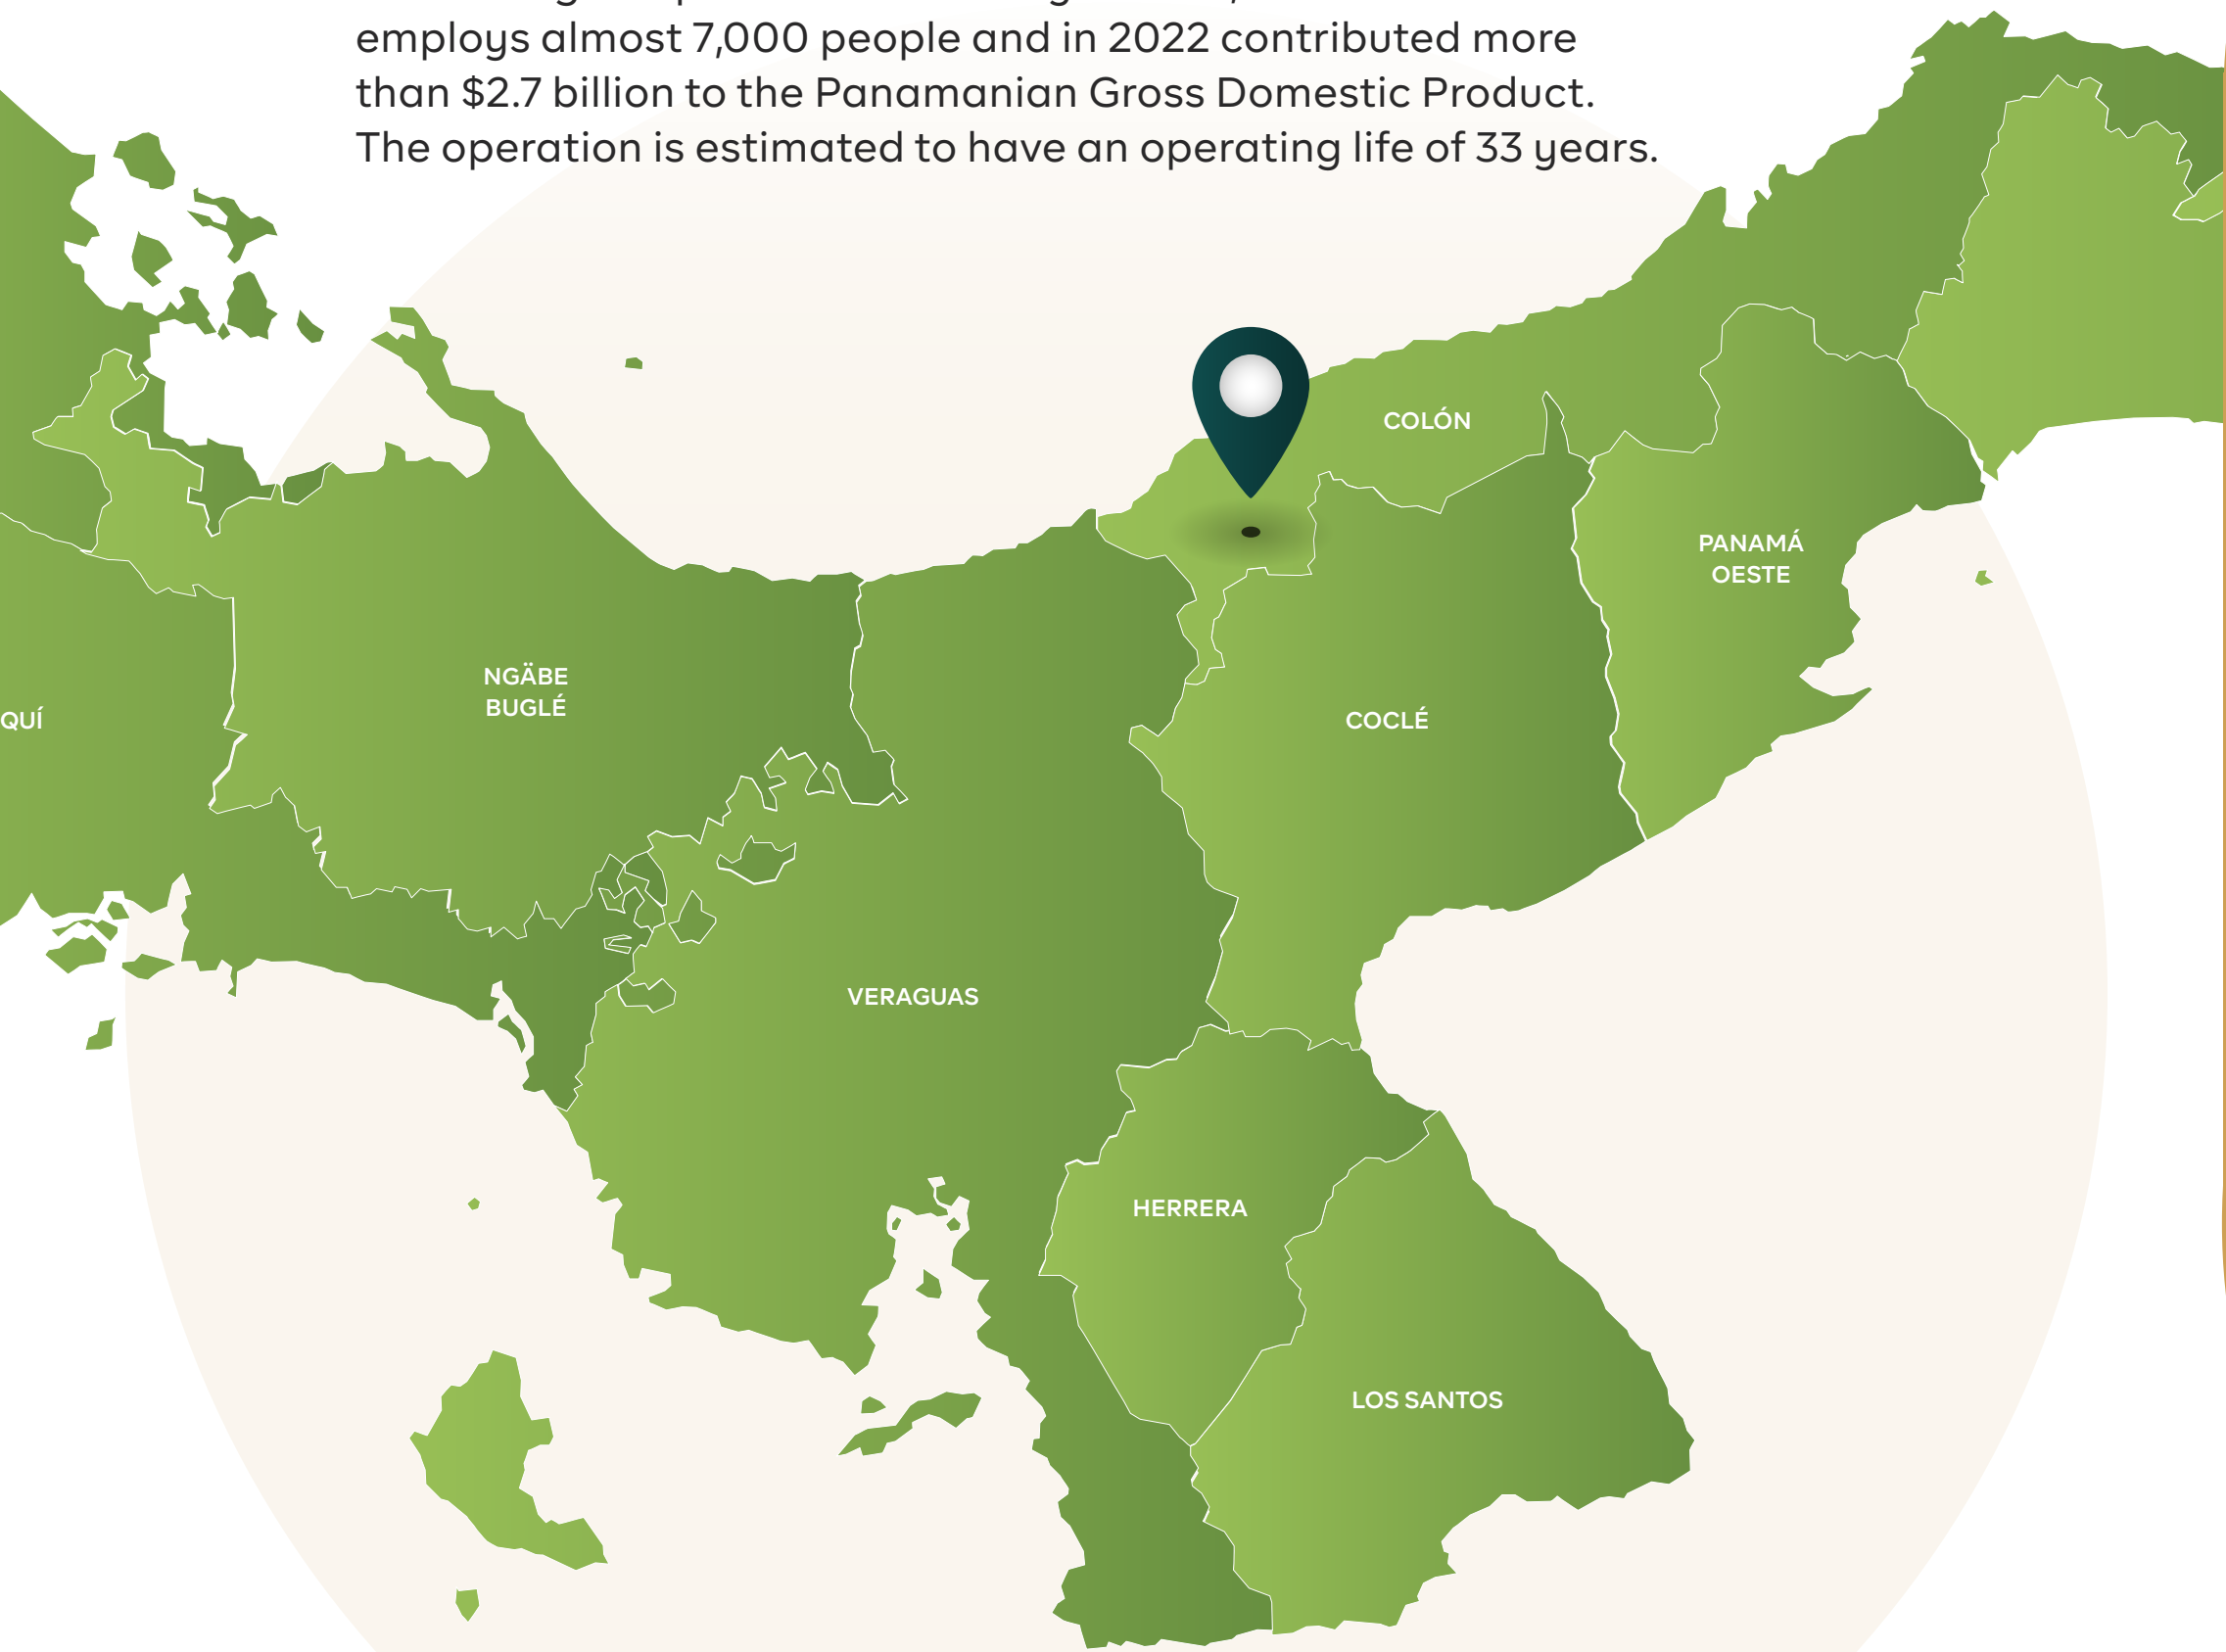 employs almost 7,000 people and in 2022 contributed more
than $2.7 billion to the Panamanian Gross Domestic Product.
The operation is estimated to have an operating life of 33 years.
COLÓN
PANAMÁ
OESTE
NGÄBE
BUGLÉ
QUÍ
COCLÉ
VERAGUAS
HERRERA
LOS SANTOS